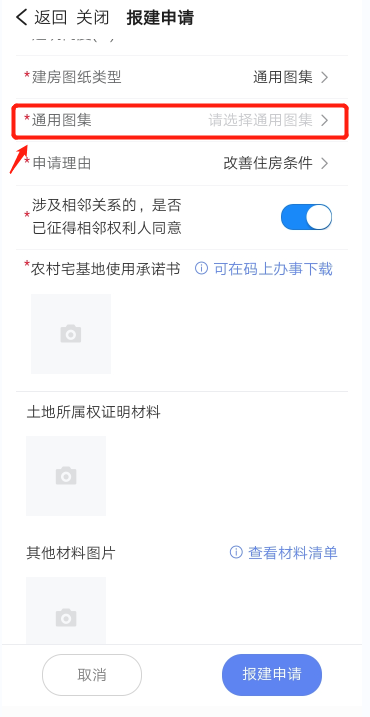 返回 关闭 报建申请
*建房图纸类型 通用图集
*通用图集 请选择通用图集
*申请理由 改善住房条件
*涉及相邻关系的，是否
已征得相邻权利人同意
*农村宅基地使用承诺书 可在码上办事下载
土地所属权证明材料
其他材料图片 查看材料清单
取消 报建申请